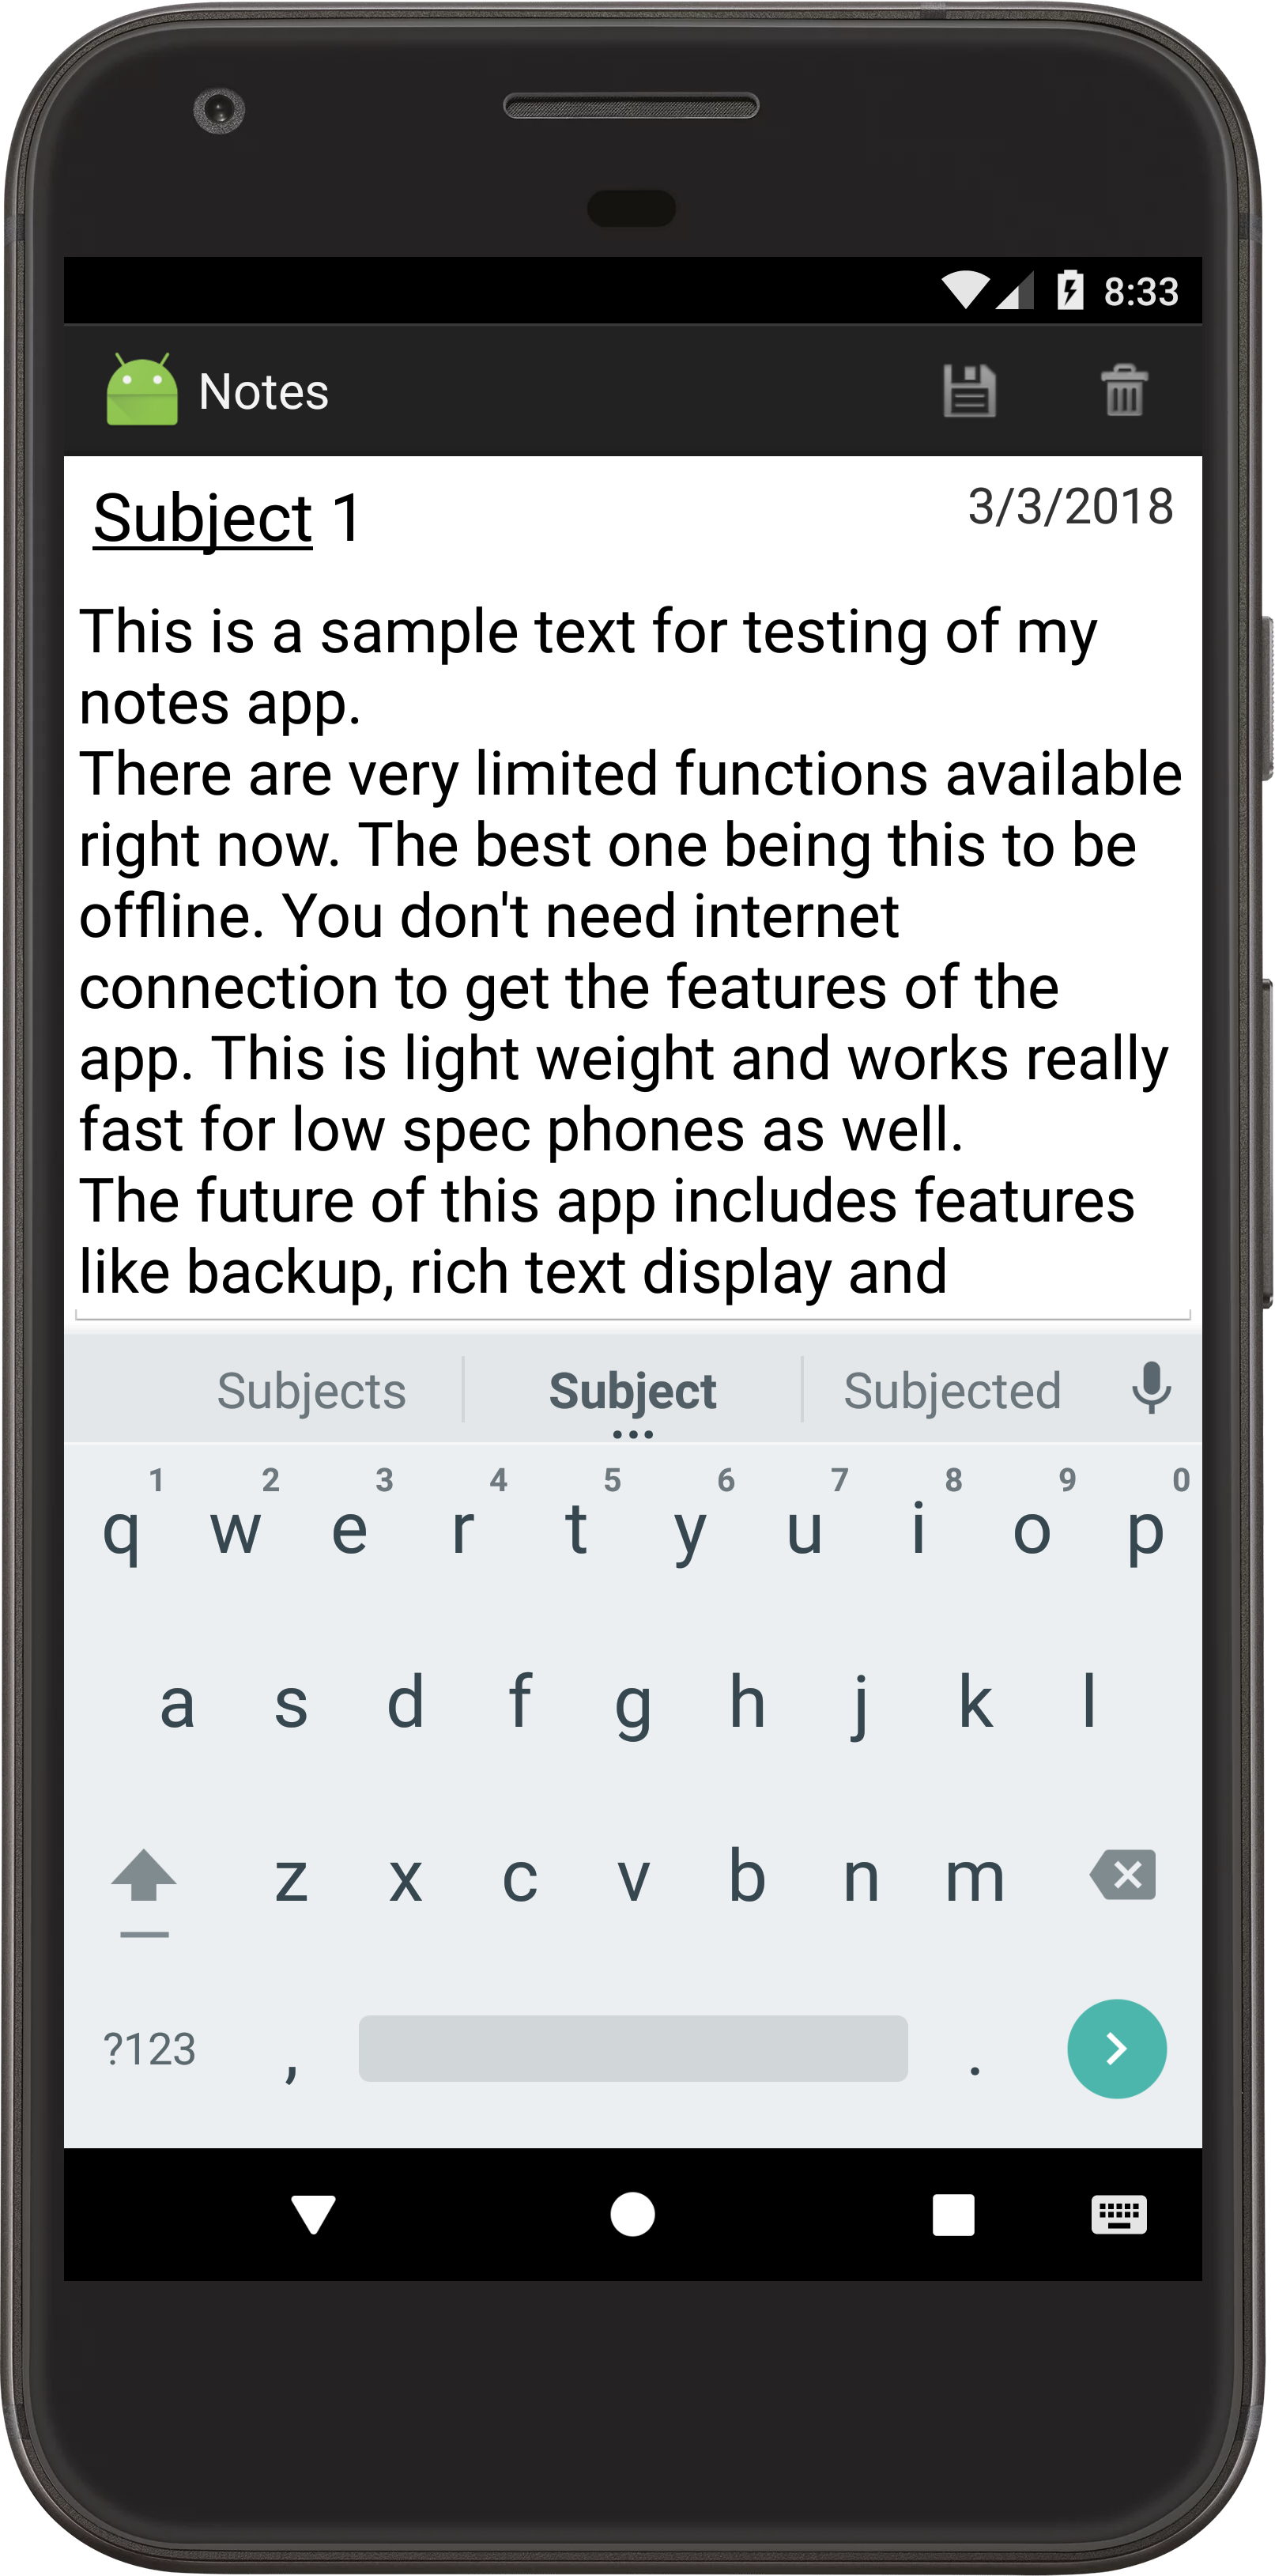 8:33
Notes
Subject 1
3/3/2018
This is a sample text for testing of my
notes app.
There are very limited functions available
right now. The best one being this to be
offline. You don't need internet
connection to get the features of the
app. This is light weight and works really
fast for low spec phones as well.
The future of this app includes features
like backup, rich text display and
Subjects Subject Subjected
1 2 3 4 5 6 7 8 9 0
q w e r t y u i o p
a s d f g h j k l
z x c v b n m
?123 , .